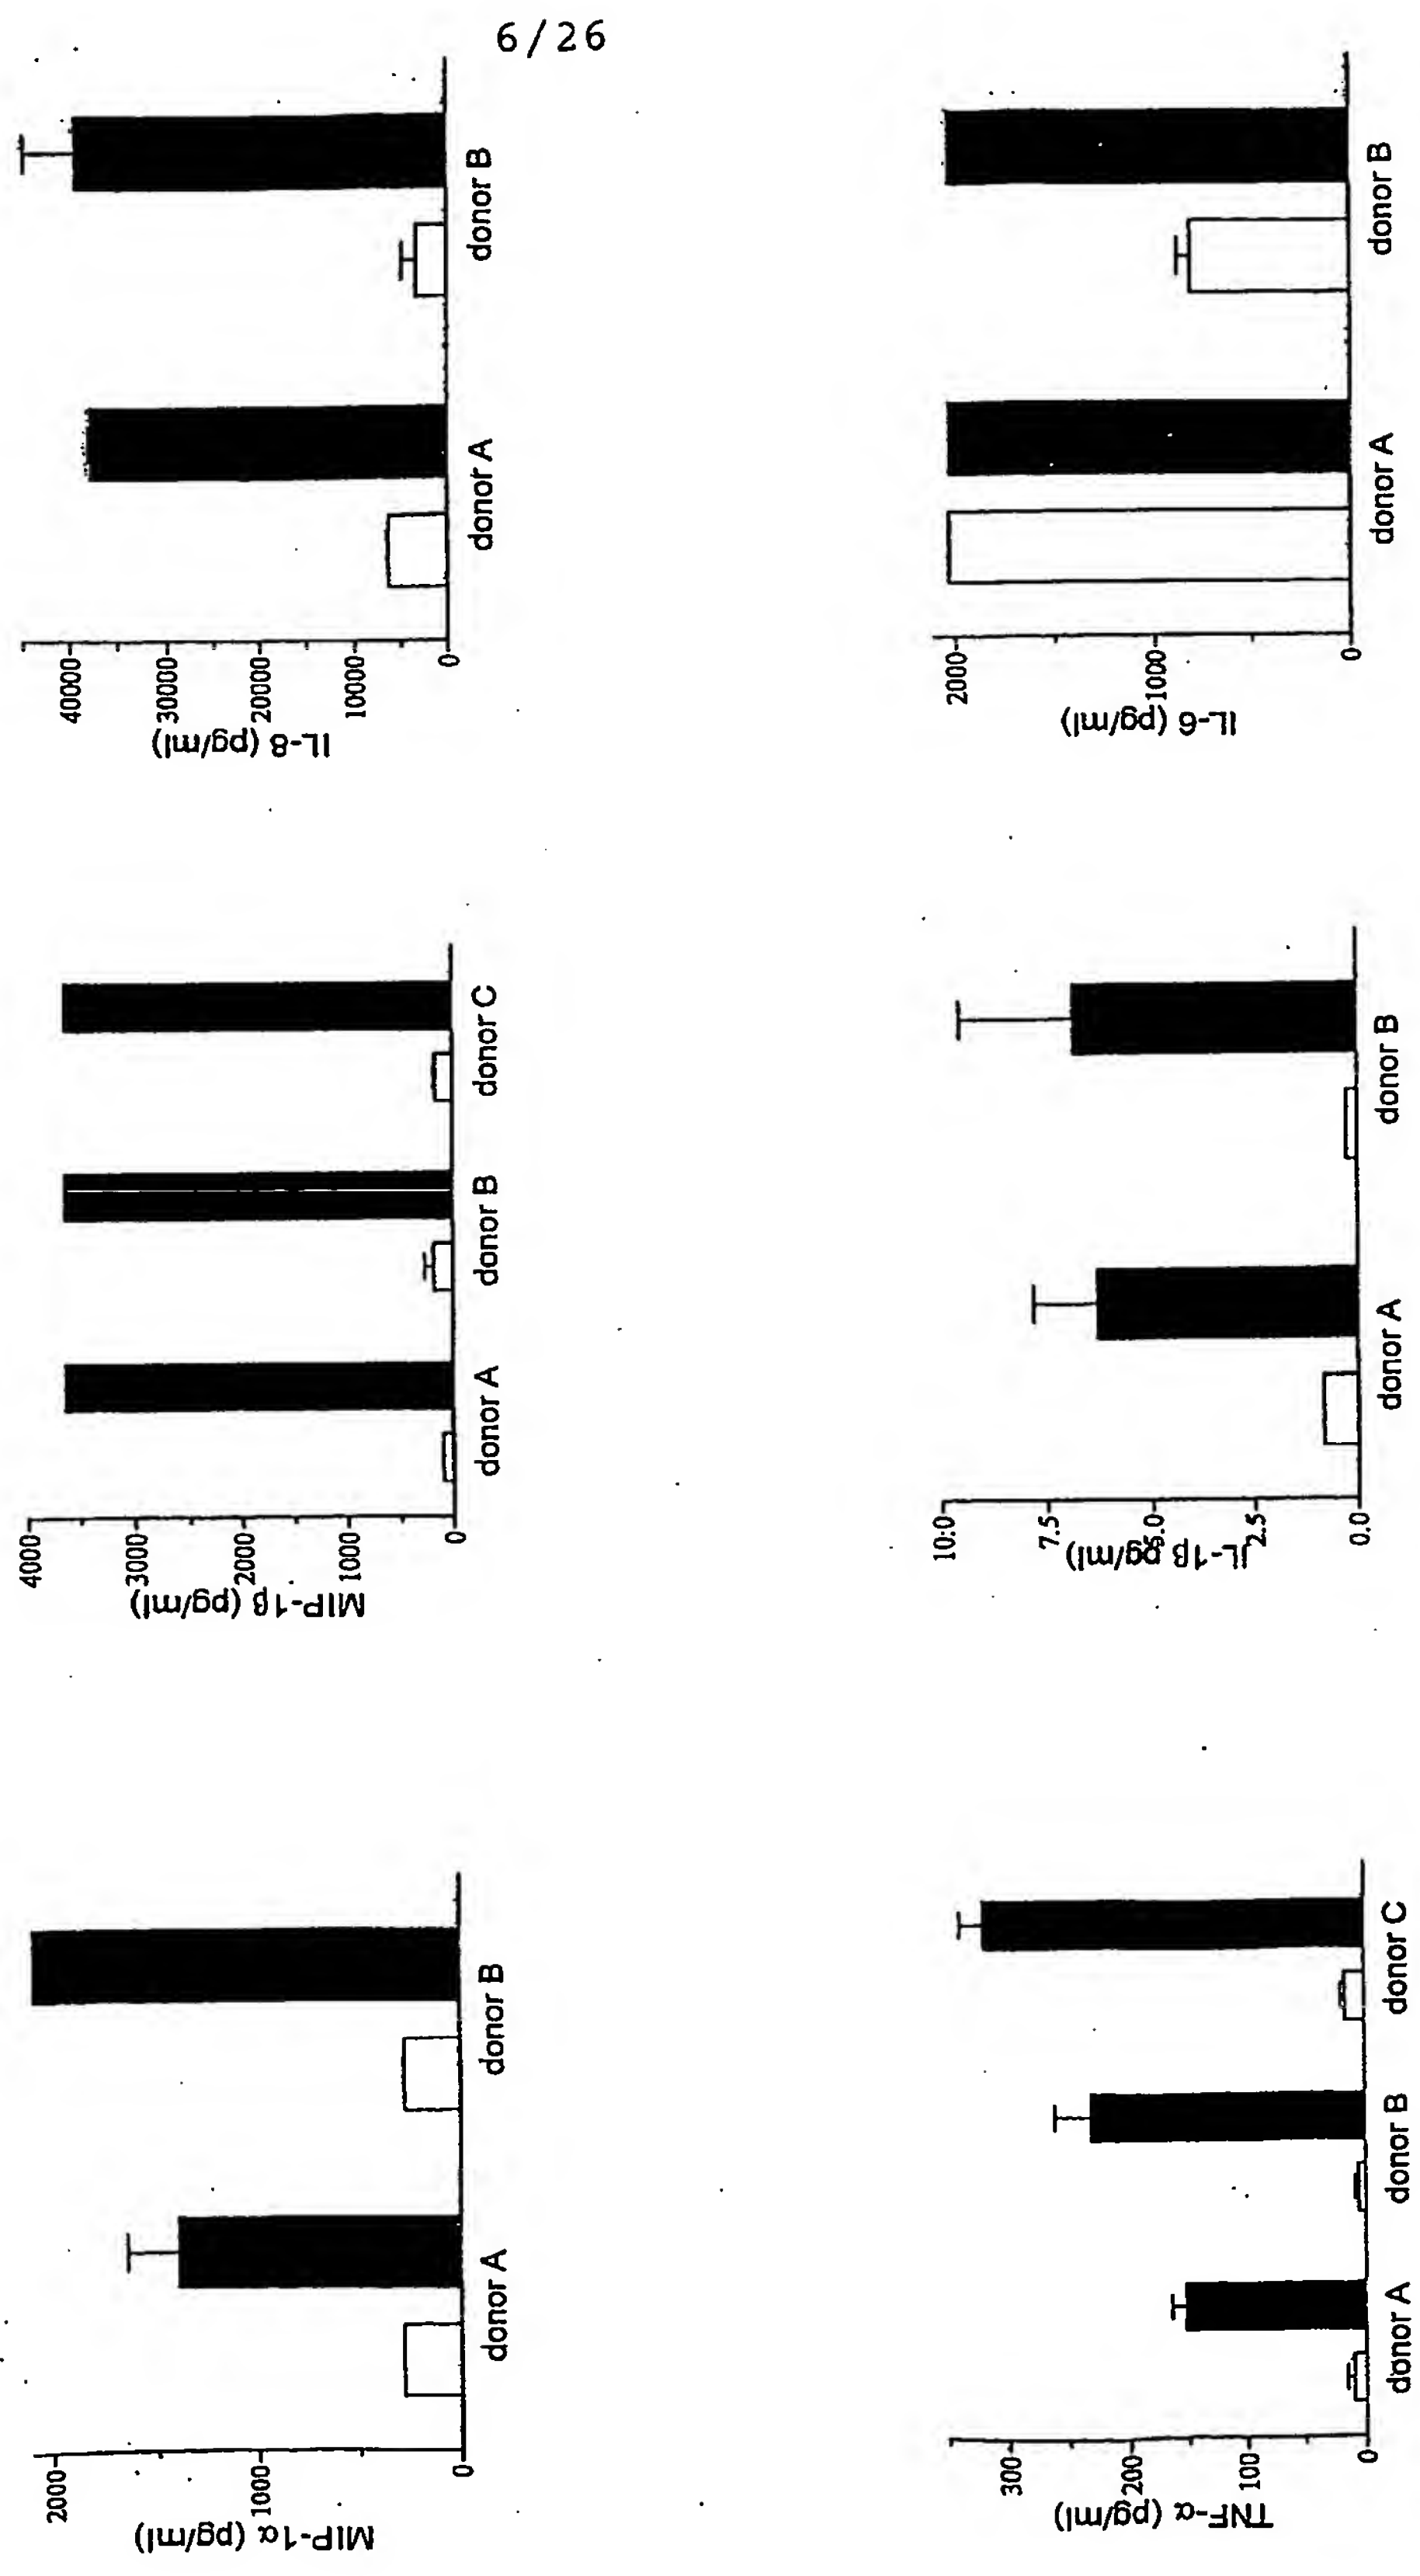 6/26
MIP-1α (pg/ml)
2000
1000
0
donor A
donor B
MIP-1β (pg/ml)
4000
3000
2000
1000
0
donor A
donor B
donor C
IL-8 (pg/ml)
40000
30000
20000
10000
0
donor A
donor B
TNF-α (pg/ml)
300
200
100
0
donor A
donor B
donor C
IL-1β pg/ml)
10.0
7.5
5.0
2.5
0.0
donor A
donor B
IL-6 (pg/ml)
2000
1000
0
donor A
donor B